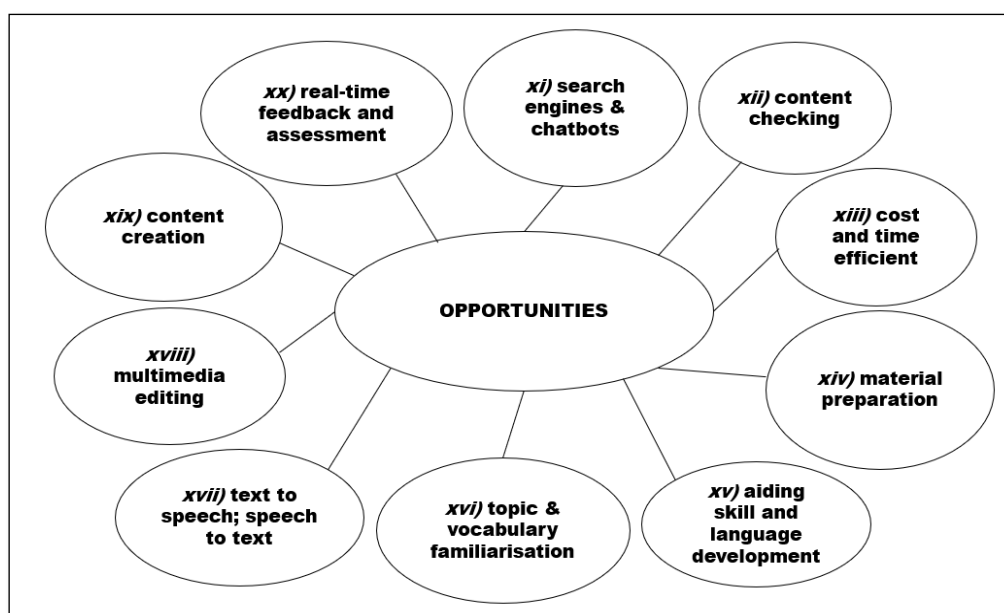 xx) real-time
feedback and
assessment
xi) search
engines &
chatbots
xii) content
checking
xix) content
creation
xiii) cost
and time
efficient
OPPORTUNITIES
xviii)
multimedia
editing
xiv) material
preparation
xvii) text to
speech; speech
to text
xvi) topic &
vocabulary
familiarisation
xv) aiding
skill and
language
development